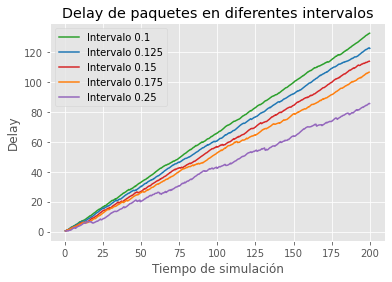 Delay de paquetes en diferentes intervalos
Intervalo 0.1
Intervalo 0.125
Intervalo 0.15
Intervalo 0.175
Intervalo 0.25
Delay
120
100
80
60
40
20
0
0 25 50 75 100 125 150 175 200
Tiempo de simulación